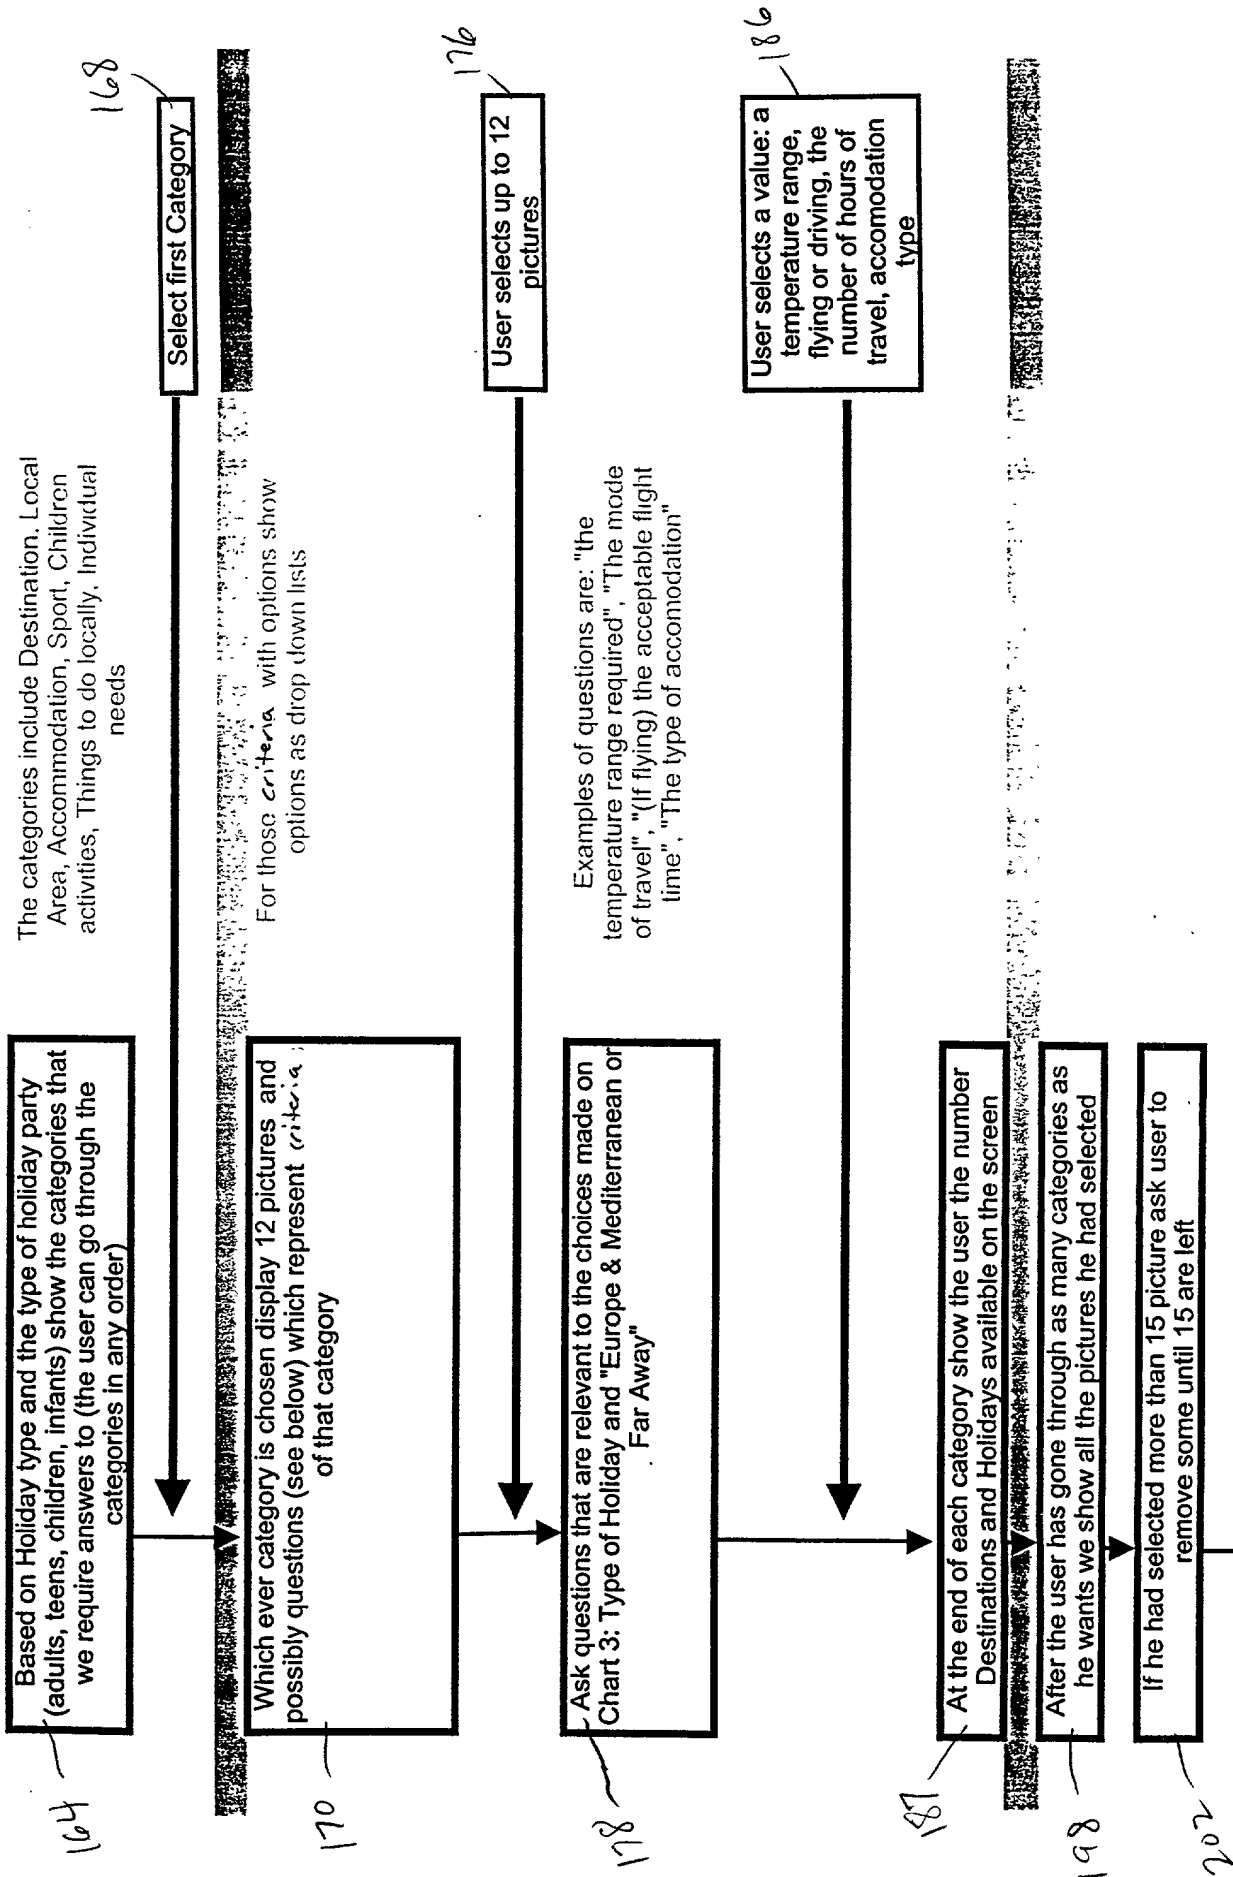 164
Based on Holiday type and the type of holiday party
(adults, teens, children, infants) show the categories that
we require answers to (the user can go through the
categories in any order)
The categories include Destination. Local
Area, Accommodation, Sport, Children
activities, Things to do locally, Individual
needs
168
Select first Category
170
Which ever category is chosen display 12 pictures and
possibly questions (see below) which represent criteria
of that category
For those criteria with options show
options as drop down lists
176
User selects up to 12
pictures
178
Ask questions that are relevant to the choices made on
Chart 3: Type of Holiday and "Europe & Mediterranean or
Far Away"
Examples of questions are: "the
temperature range required", "The mode
of travel", "(If flying) the acceptable flight
time", "The type of accomodation"
186
User selects a value: a
temperature range,
flying or driving, the
number of hours of
travel, accomodation
type
187
At the end of each category show the user the number
Destinations and Holidays available on the screen
198
After the user has gone through as many categories as
he wants we show all the pictures he had selected
202
If he had selected more than 15 picture ask user to
remove some until 15 are left